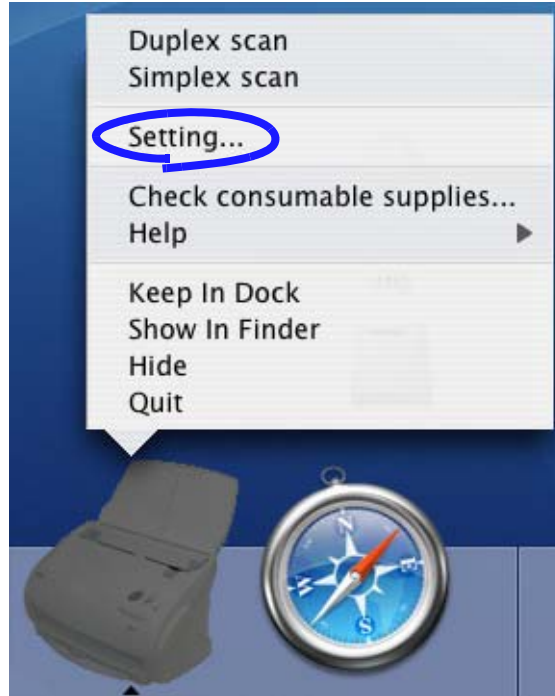 Duplex scan
Simplex scan
Setting...
Check consumable supplies...
Help
Keep In Dock
Show In Finder
Hide
Quit
N
E
S
W